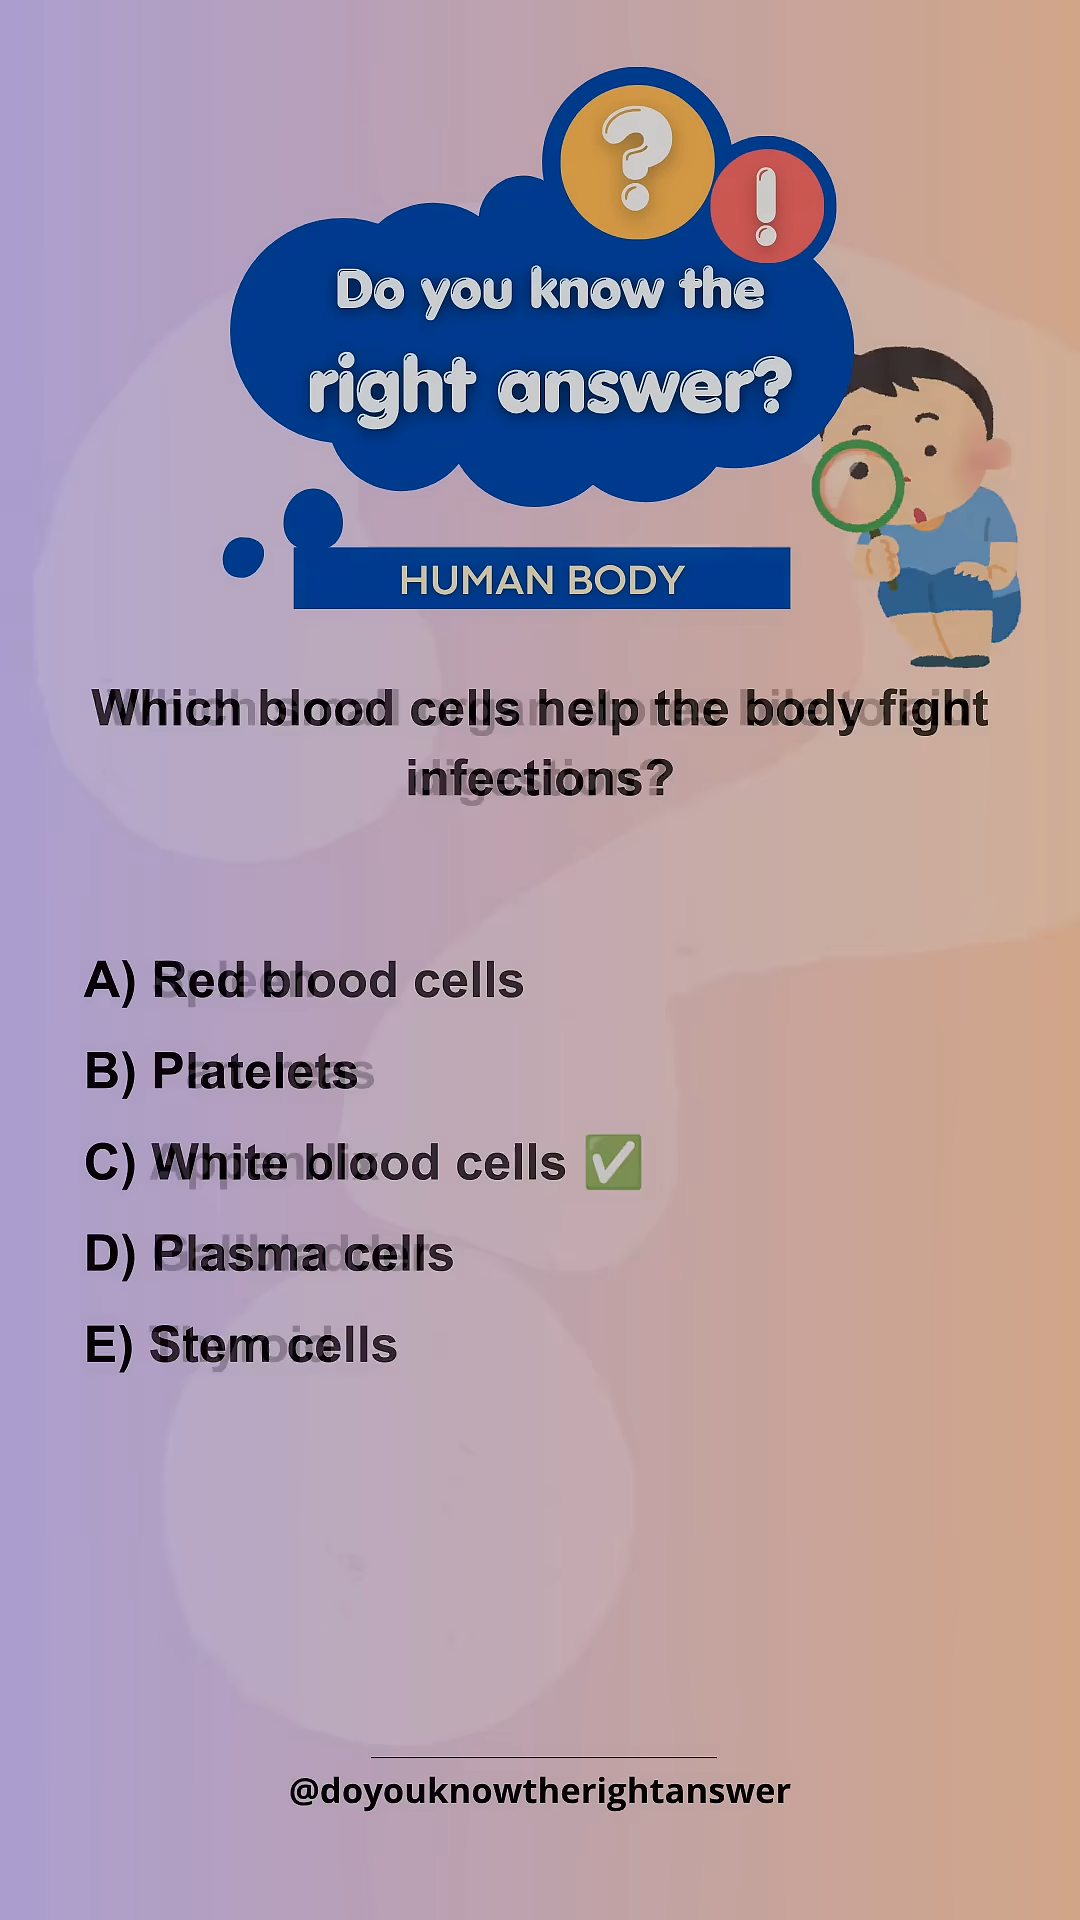 ?
!
Do you know the
right answer?
HUMAN BODY
Which blood cells help the body fight
infections?
A) Red blood cells
B) Platelets
C) White blood cells ✅
D) Plasma cells
E) Stem cells
@doyouknowtherightanswer